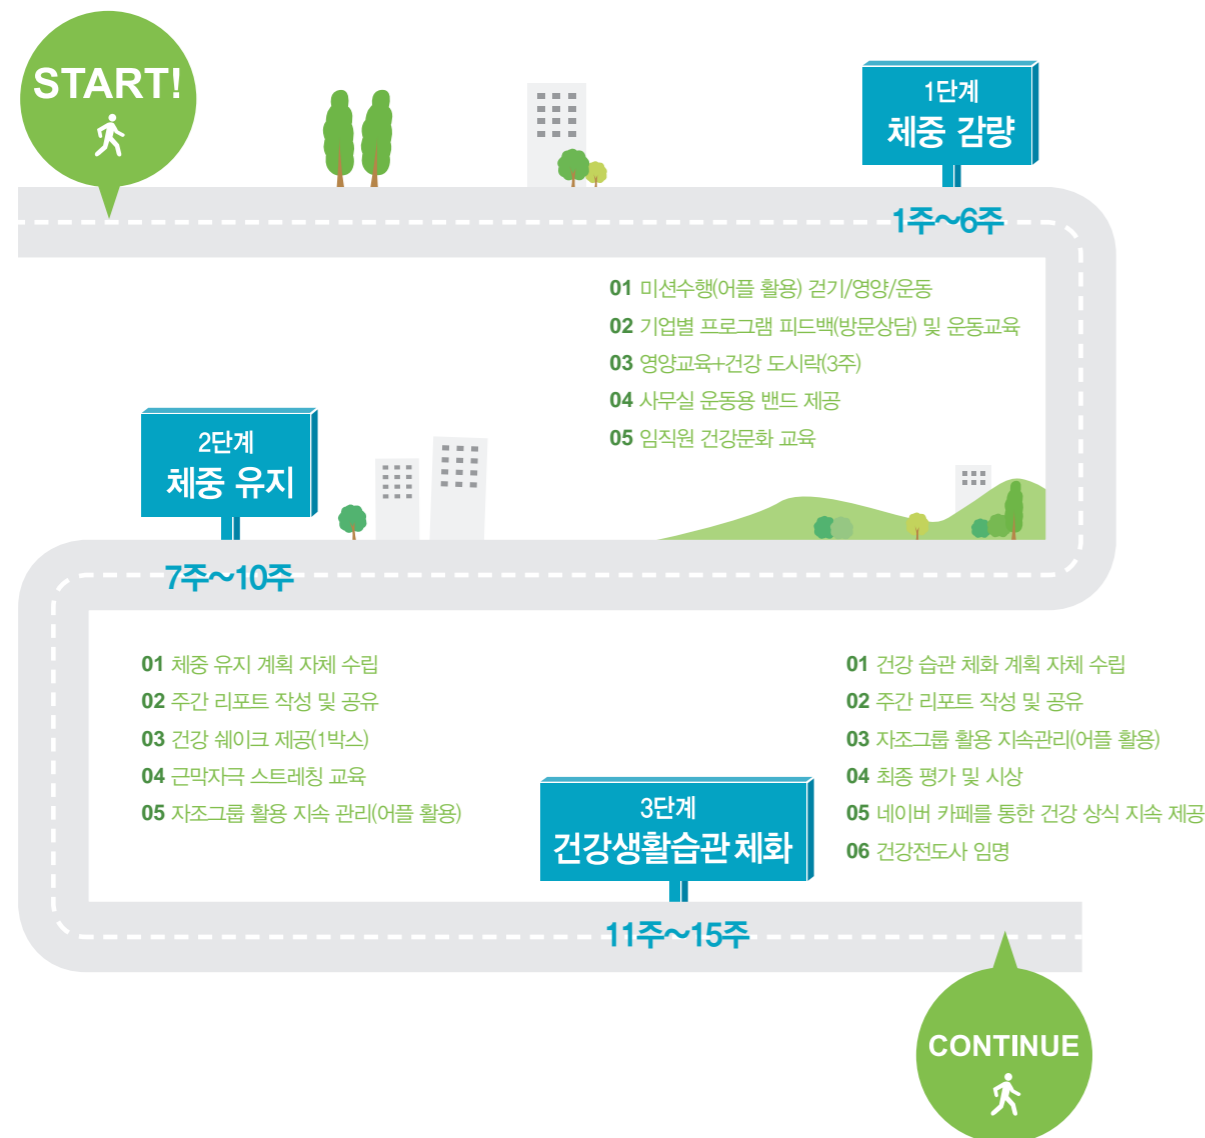 START!
1단계
체중 감량
1주~6주
01 미션수행(어플 활용) 걷기/영양/운동
02 기업별 프로그램 피드백(방문상담) 및 운동교육
03 영양교육+건강 도시락(3주)
04 사무실 운동용 밴드 제공
05 임직원 건강문화 교육
2단계
체중 유지
7주~10주
01 체중 유지 계획 자체 수립
02 주간 리포트 작성 및 공유
03 건강 쉐이크 제공(1박스)
04 근막자극 스트레칭 교육
05 자조그룹 활용 지속 관리(어플 활용)
3단계
건강생활습관 체화
11주~15주
01 건강 습관 체화 계획 자체 수립
02 주간 리포트 작성 및 공유
03 자조그룹 활용 지속관리(어플 활용)
04 최종 평가 및 시상
05 네이버 카페를 통한 건강 상식 지속 제공
06 건강전도사 임명
CONTINUE